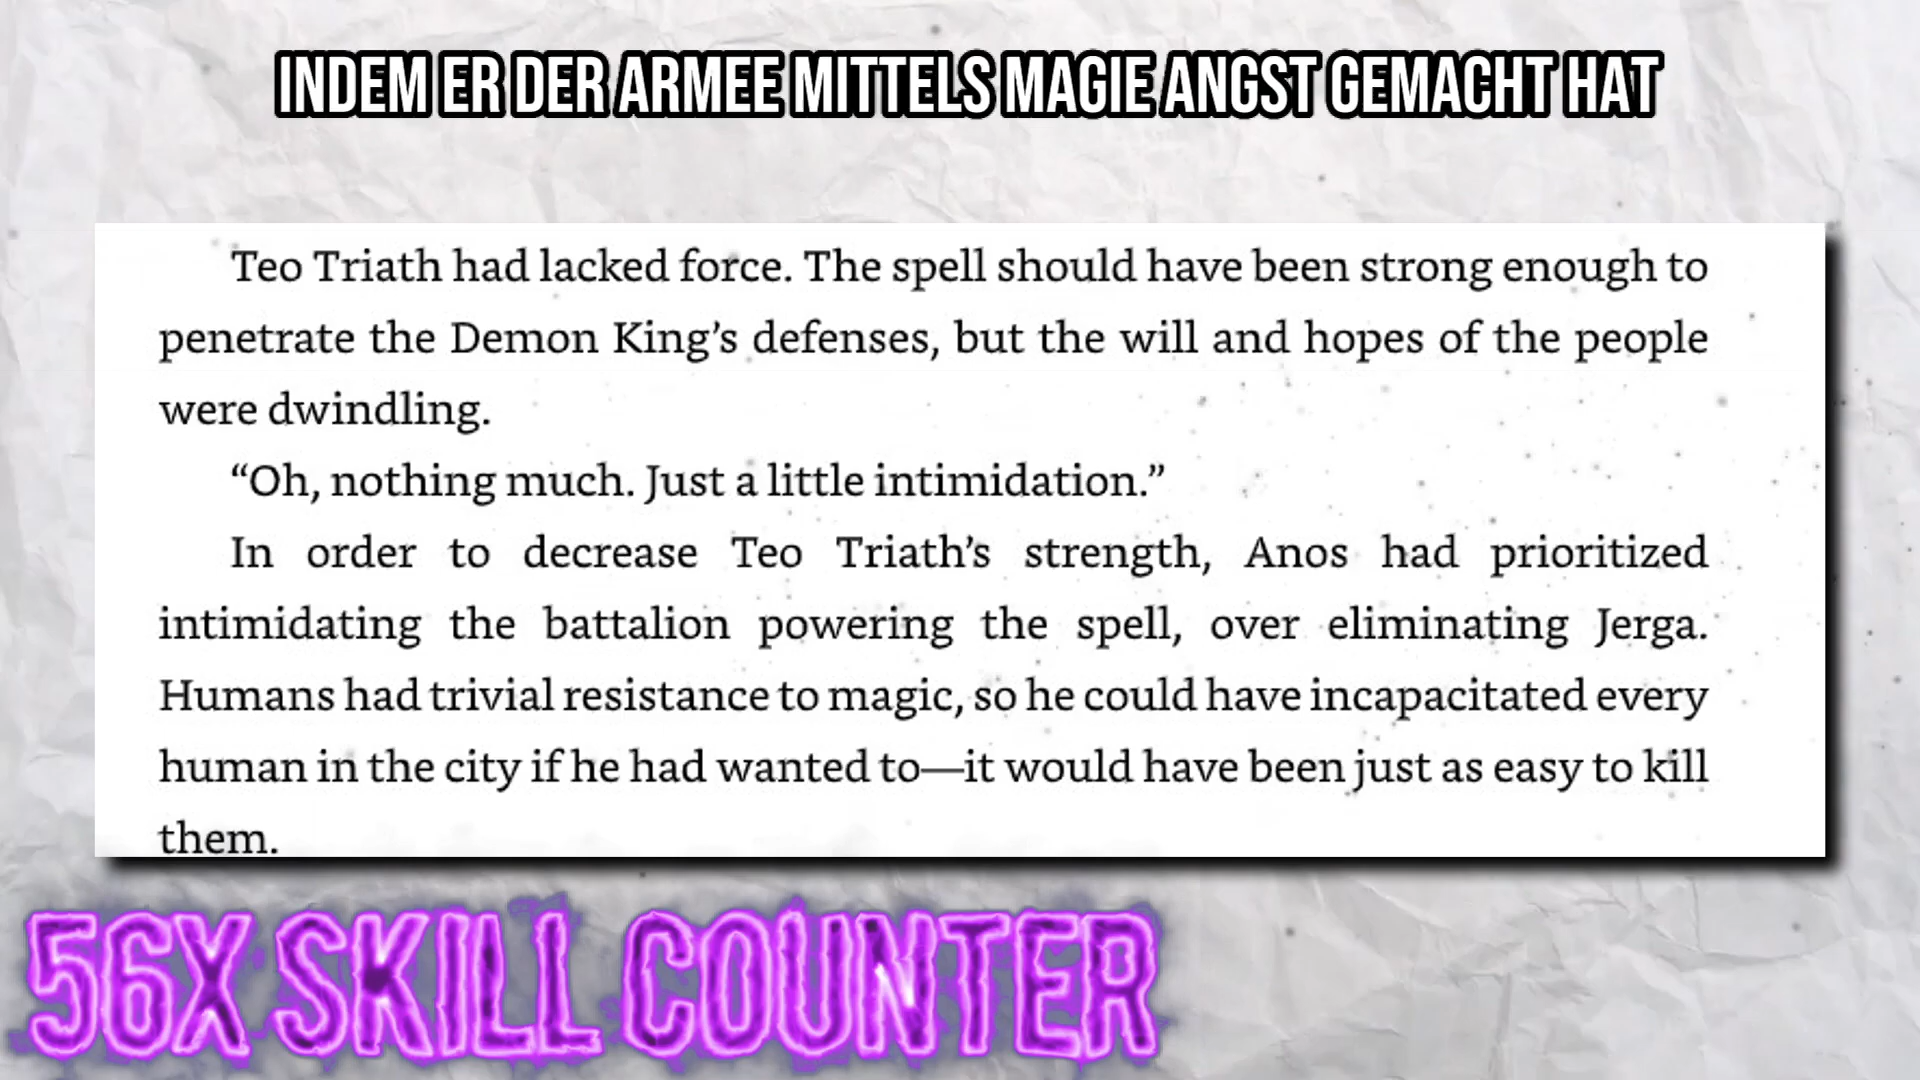 INDEM ER DER ARMEE MITTELS MAGIE ANGST GEMACHT HAT
Teo Triath had lacked force. The spell should have been strong enough to
penetrate the Demon King’s defenses, but the will and hopes of the people
were dwindling.
“Oh, nothing much. Just a little intimidation.”
In order to decrease Teo Triath’s strength, Anos had prioritized
intimidating the battalion powering the spell, over eliminating Jerga.
Humans had trivial resistance to magic, so he could have incapacitated every
human in the city if he had wanted to—it would have been just as easy to kill
them.
56X SKILL COUNTER